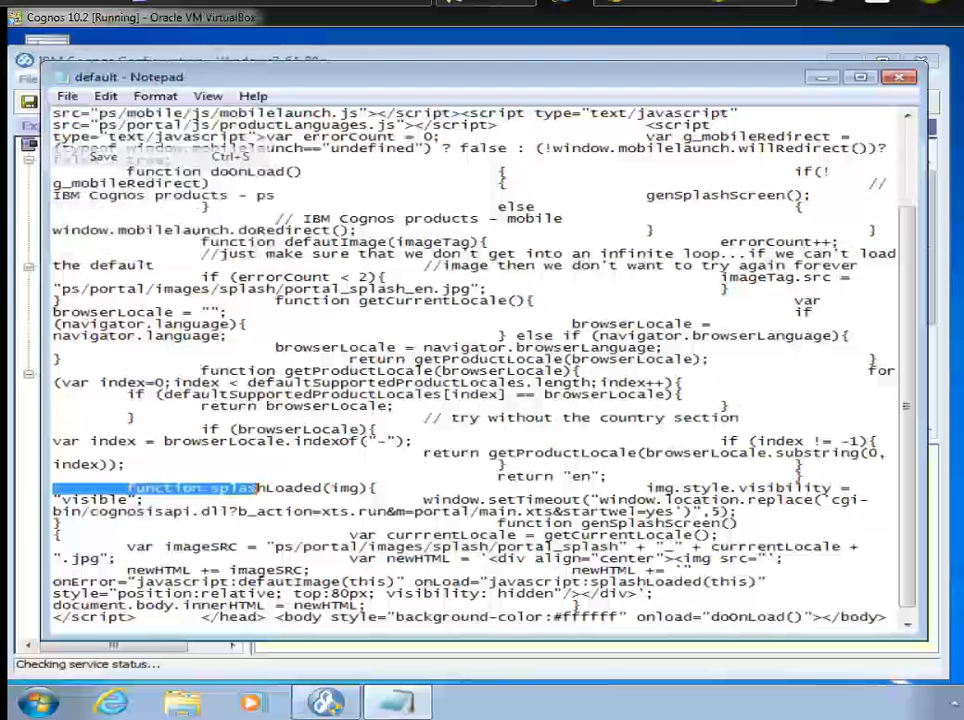 Cognos 10.2 [Running] - Oracle VM VirtualBox
default - Notepad
File Edit Format View Help
src="ps/mobile/js/mobilelaunch.js"></script><script type="text/javascript"
src="ps/portal/js/productLanguages.js"></script> <script
type="text/javascript">var errorCount = 0; var g_mobileRedirect =
(typeof window.mobilelaunch=="undefined") ? false : (!window.mobilelaunch.willRedirect())?
Save Ctrl+S
function doOnLoad() { if(!
g_mobileRedirect) { //
IBM Cognos products - ps genSplashScreen();
} else {
// IBM Cognos products - mobile
window.mobilelaunch.doRedirect(); } }
function defautImage(imageTag){ errorCount++;
//just make sure that we don't get into an infinite loop...if we can't load
the default //image then we don't want to try again forever
if (errorCount < 2){ imageTag.src =
"ps/portal/images/splash/portal_splash_en.jpg"; }
} function getCurrentLocale(){ var
browserLocale = ""; if
(navigator.language){ browserLocale =
navigator.language; } else if (navigator.browserLanguage){
browserLocale = navigator.browserLanguage;
} return getProductLocale(browserLocale); }
function getProductLocale(browserLocale){ for
(var index=0;index < defaultSupportedProductLocales.length;index++){
if (defaultSupportedProductLocales[index] == browserLocale){
return browserLocale; }
} // try without the country section
if (browserLocale){
var index = browserLocale.indexOf("-"); if (index != -1){
return getProductLocale(browserLocale.substring(0,
index)); } }
return "en"; }
function splashLoaded(img){ img.style.visibility =
"visible"; window.setTimeout("window.location.replace(`cgi-
bin/cognosisapi.dll?b_action=xts.run&m=portal/main.xts&startwel=yes`)",5);
} function genSplashScreen()
{ var currrentLocale = getCurrentLocale();
var imageSRC = "ps/portal/images/splash/portal_splash" + "_" + currrentLocale +
".jpg"; var newHTML = `<div align="center"><img src="`;
newHTML += imageSRC; newHTML += `"
onError="javascript:defautImage(this)" onLoad="javascript:splashLoaded(this)"
style="position:relative; top:80px; visibility: hidden"/></div>`;
document.body.innerHTML = newHTML; }
</script> </head> <body style="background-color:#ffffff" onload="doOnLoad()"></body>
Checking service status...